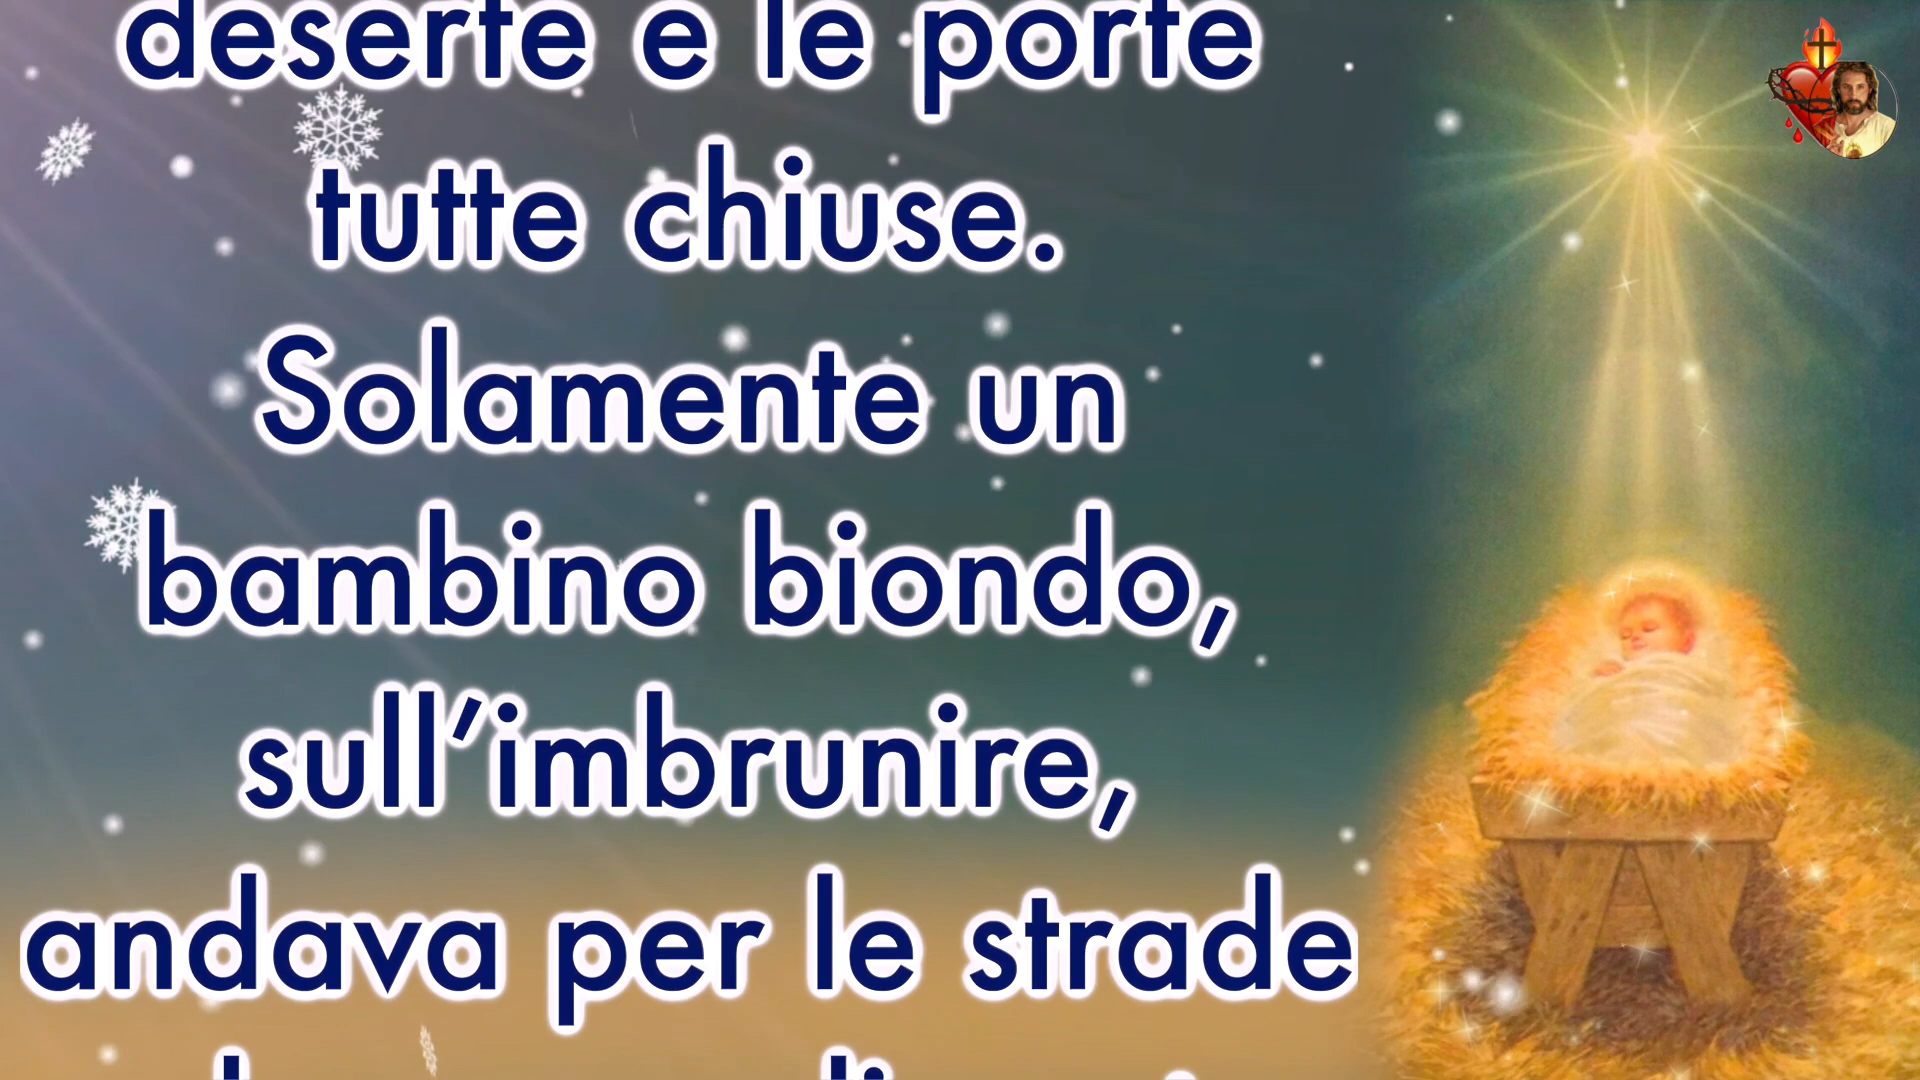 deserte e le porte
tutte chiuse.
Solamente un
bambino biondo,
sull’imbrunire,
andava per le strade